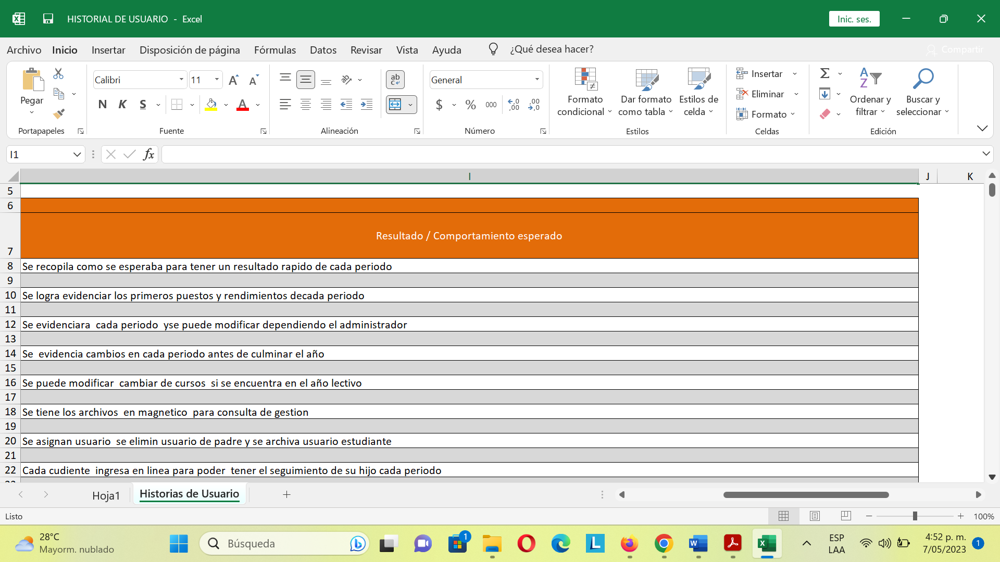 HISTORIAL DE USUARIO - Excel
Inic. ses.
Archivo Inicio Insertar Disposición de página Fórmulas Datos Revisar Vista Ayuda ¿Qué desea hacer? Compartir
Pegar
Portapapeles
Calibri 11
N K S A
Fuente
ab
c
Alineación
General
$ % 000 ,00
Número
Formato condicional
Dar formato como tabla
Estilos de celda
Estilos
Insertar
Eliminar
Formato
Celdas
Σ
Ordenar y filtrar
Buscar y seleccionar
Edición
I1 fx
I J K
5
6
7 Resultado / Comportamiento esperado
8 Se recopila como se esperaba para tener un resultado rapido de cada periodo
9
10 Se logra evidenciar los primeros puestos y rendimientos decada periodo
11
12 Se evidenciara  cada periodo  yse puede modificar dependiendo el administrador
13
14 Se  evidencia cambios en cada periodo antes de culminar el año
15
16 Se puede modificar  cambiar de cursos  si se encuentra en el año lectivo
17
18 Se tiene los archivos  en magnetico  para consulta de gestion
19
20 Se asignan usuario  se elimin usuario de padre y se archiva usuario estudiante
21
22 Cada cudiente  ingresa en linea para poder  tener el seguimiento de su hijo cada periodo
Hoja1 Historias de Usuario
Listo
100%
28°C
Mayorm. nublado
Búsqueda
1
ESP
LAA
4:52 p. m.
7/05/2023
1